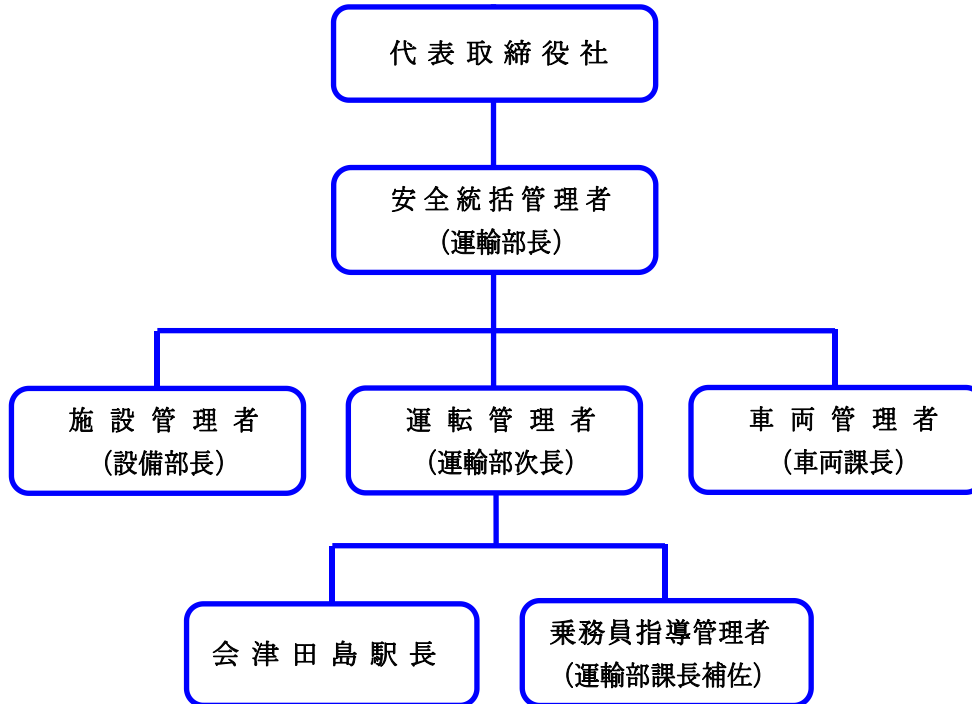 代表取締役社
安全統括管理者
(運輸部長)
施設管理者
(設備部長)
運転管理者
(運輸部次長)
車両管理者
(車両課長)
会津田島駅長
乗務員指導管理者
(運輸部課長補佐)